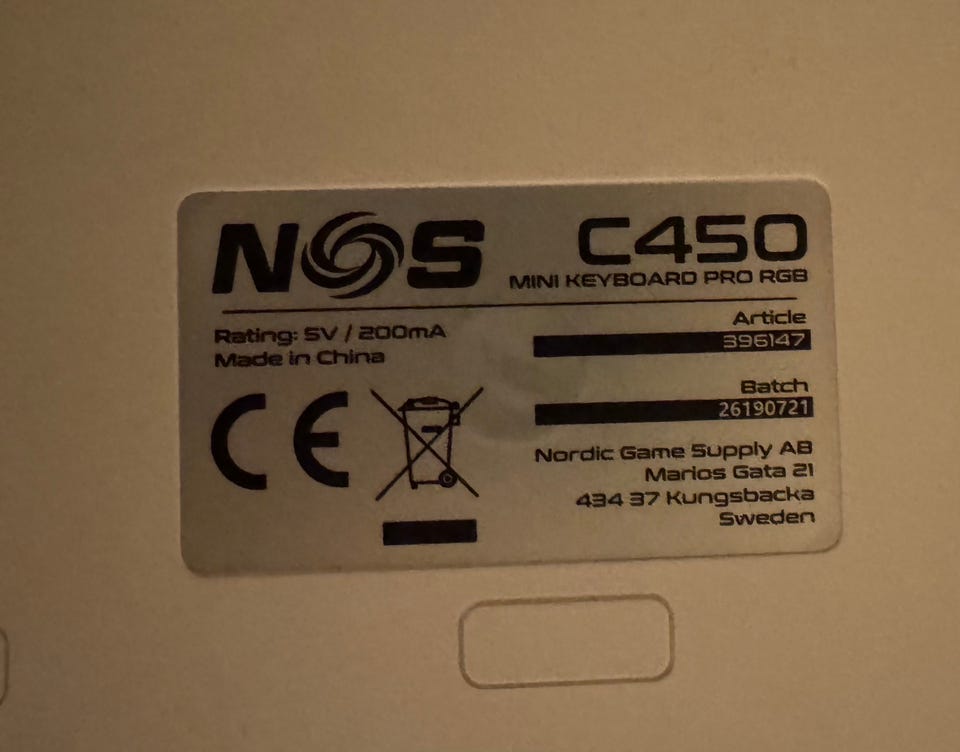 NOS
C450
MINI KEYBOARD PRO RGB
Rating: 5V / 200mA
Made in China
CE
Article
396147
Batch
26190721
Nordic Game Supply AB
Marios Gata 21
434 37 Kungsbacka
Sweden